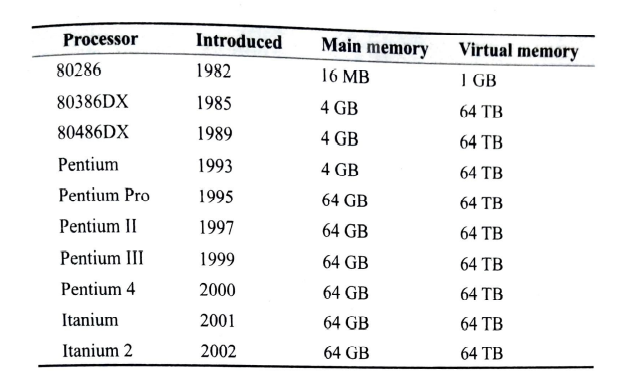 Processor Introduced Main memory Virtual memory
80286 1982 16 MB 1 GB
80386DX 1985 4 GB 64 TB
80486DX 1989 4 GB 64 TB
Pentium 1993 4 GB 64 TB
Pentium Pro 1995 64 GB 64 TB
Pentium II 1997 64 GB 64 TB
Pentium III 1999 64 GB 64 TB
Pentium 4 2000 64 GB 64 TB
Itanium 2001 64 GB 64 TB
Itanium 2 2002 64 GB 64 TB